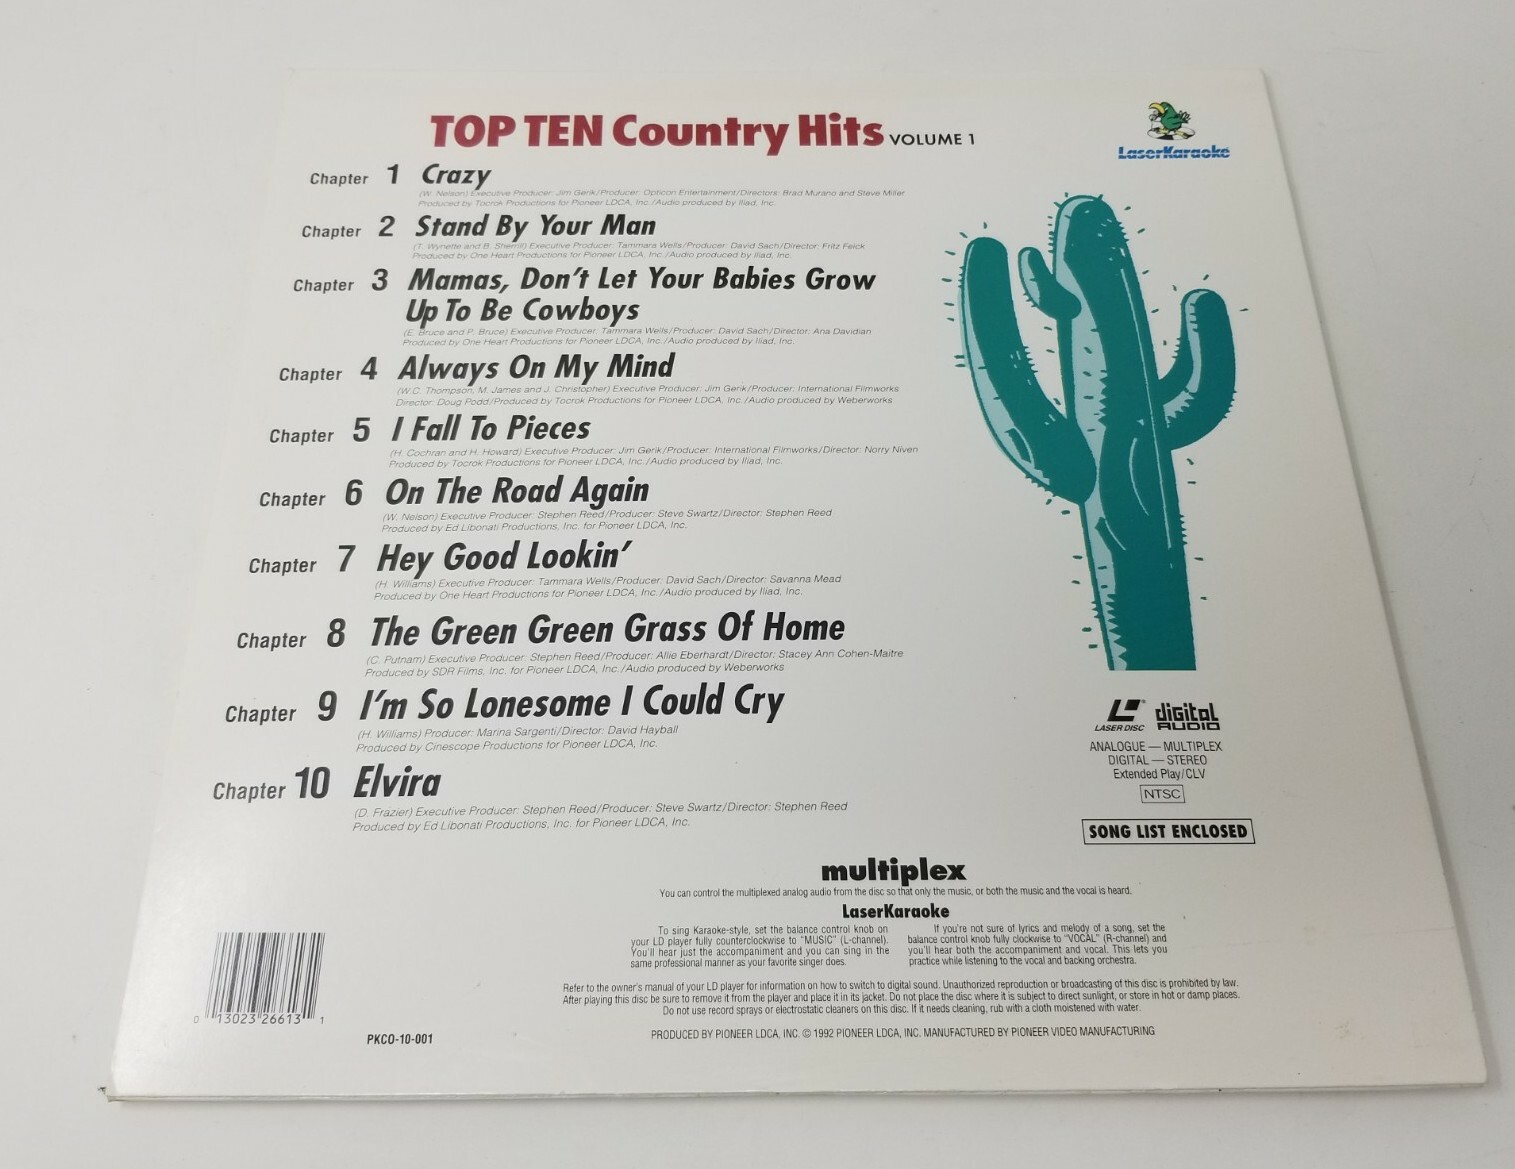 TOP TEN Country Hits VOLUME 1
LaserKaraoke
Chapter 1 Crazy
(W. Nelson) Executive Producer: Jim Gerik/Producer: Opticon Entertainment/Directors: Brad Murano and Steve Miller
Produced by Tocrok Productions for Pioneer LDCA, Inc./Audio produced by Iliad, Inc.
Chapter 2 Stand By Your Man
(T. Wynette and B. Sherrill) Executive Producer: Tammara Wells/Producer: David Sach/Director: Fritz Feick
Produced by One Heart Productions for Pioneer LDCA, Inc./Audio produced by Iliad, Inc.
Chapter 3 Mamas, Don't Let Your Babies Grow
Up To Be Cowboys
(E. Bruce and P. Bruce) Executive Producer: Tammara Wells/Producer: David Sach/Director: Ana Davidian
Produced by One Heart Productions for Pioneer LDCA, Inc./Audio produced by Iliad, Inc.
Chapter 4 Always On My Mind
(W.C. Thompson, M. James and J. Christopher) Executive Producer: Jim Gerik/Producer: International Filmworks
Director: Doug Podd/Produced by Tocrok Productions for Pioneer LDCA, Inc./Audio produced by Weberworks
Chapter 5 I Fall To Pieces
(H. Cochran and H. Howard) Executive Producer: Jim Gerik/Producer: International Filmworks/Director: Norry Niven
Produced by Tocrok Productions for Pioneer LDCA, Inc./Audio produced by Iliad, Inc.
Chapter 6 On The Road Again
(W. Nelson) Executive Producer: Stephen Reed/Producer: Steve Swartz/Director: Stephen Reed
Produced by Ed Libonati Productions, Inc. for Pioneer LDCA, Inc.
Chapter 7 Hey Good Lookin'
(H. Williams) Executive Producer: Tammara Wells/Producer: David Sach/Director: Savanna Mead
Produced by One Heart Productions for Pioneer LDCA, Inc./Audio produced by Iliad, Inc.
Chapter 8 The Green Green Grass Of Home
(C. Putnam) Executive Producer: Stephen Reed/Producer: Allie Eberhardt/Director: Stacey Ann Cohen-Maitre
Produced by SDR Films, Inc. for Pioneer LDCA, Inc./Audio produced by Weberworks
Chapter 9 I'm So Lonesome I Could Cry
(H. Williams) Producer: Marina Sargenti/Director: David Hayball
Produced by Cinescope Productions for Pioneer LDCA, Inc.
Chapter 10 Elvira
(D. Frazier) Executive Producer: Stephen Reed/Producer: Steve Swartz/Director: Stephen Reed
Produced by Ed Libonati Productions, Inc. for Pioneer LDCA, Inc.
LASER DISC digital AUDIO
ANALOGUE — MULTIPLEX
DIGITAL — STEREO
Extended Play/CLV
NTSC
SONG LIST ENCLOSED
multiplex
You can control the multiplexed analog audio from the disc so that only the music, or both the music and the vocal is heard.
LaserKaraoke
To sing Karaoke-style, set the balance control knob on
your LD player fully counterclockwise to "MUSIC" (L-channel).
You'll hear just the accompaniment and you can sing in the
same professional manner as your favorite singer does.
If you're not sure of lyrics and melody of a song, set the
balance control knob fully clockwise to "VOCAL" (R-channel) and
you'll hear both the accompaniment and vocal. This lets you
practice while listening to the vocal and backing orchestra.
Refer to the owner's manual of your LD player for information on how to switch to digital sound. Unauthorized reproduction or broadcasting of this disc is prohibited by law.
After playing this disc be sure to remove it from the player and place it in its jacket. Do not place the disc where it is subject to direct sunlight, or store in hot or damp places.
Do not use record sprays or electrostatic cleaners on this disc. If it needs cleaning, rub with a cloth moistened with water.
0 13023 26613 1
PKCO-10-001
PRODUCED BY PIONEER LDCA, INC. © 1992 PIONEER LDCA, INC. MANUFACTURED BY PIONEER VIDEO MANUFACTURING